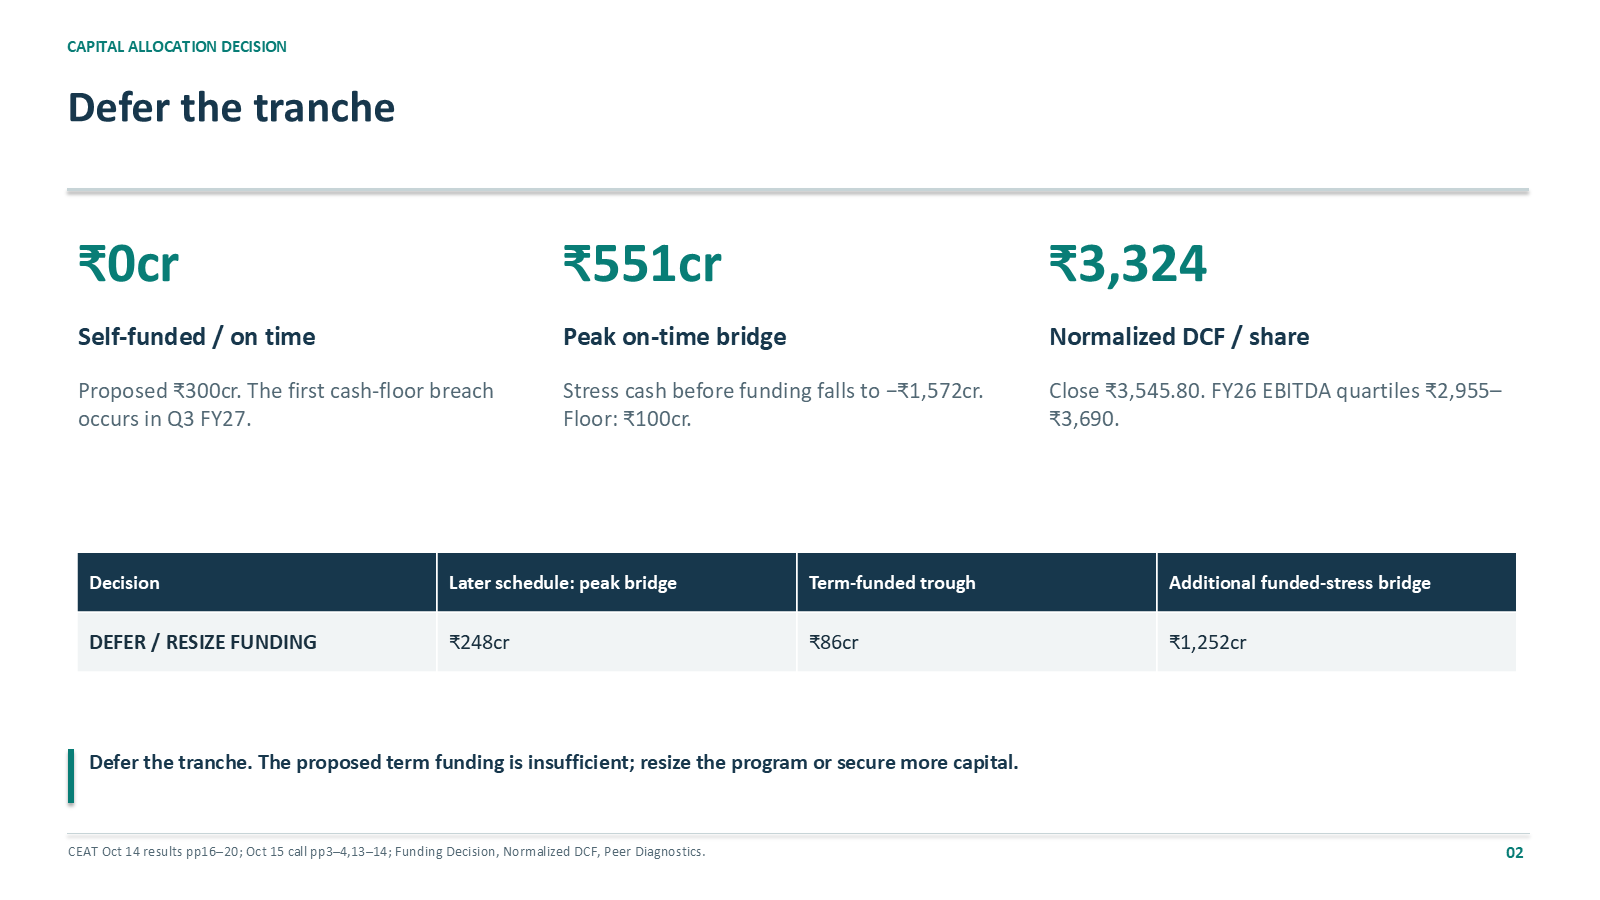 CAPITAL ALLOCATION DECISION
Defer the tranche
₹0cr
Self-funded / on time
Proposed ₹300cr. The first cash-floor breach
occurs in Q3 FY27.
₹551cr
Peak on-time bridge
Stress cash before funding falls to −₹1,572cr.
Floor: ₹100cr.
₹3,324
Normalized DCF / share
Close ₹3,545.80. FY26 EBITDA quartiles ₹2,955–
₹3,690.
Decision
Later schedule: peak bridge
Term-funded trough
Additional funded-stress bridge
DEFER / RESIZE FUNDING
₹248cr
₹86cr
₹1,252cr
Defer the tranche. The proposed term funding is insufficient; resize the program or secure more capital.
CEAT Oct 14 results pp16–20; Oct 15 call pp3–4,13–14; Funding Decision, Normalized DCF, Peer Diagnostics.
02